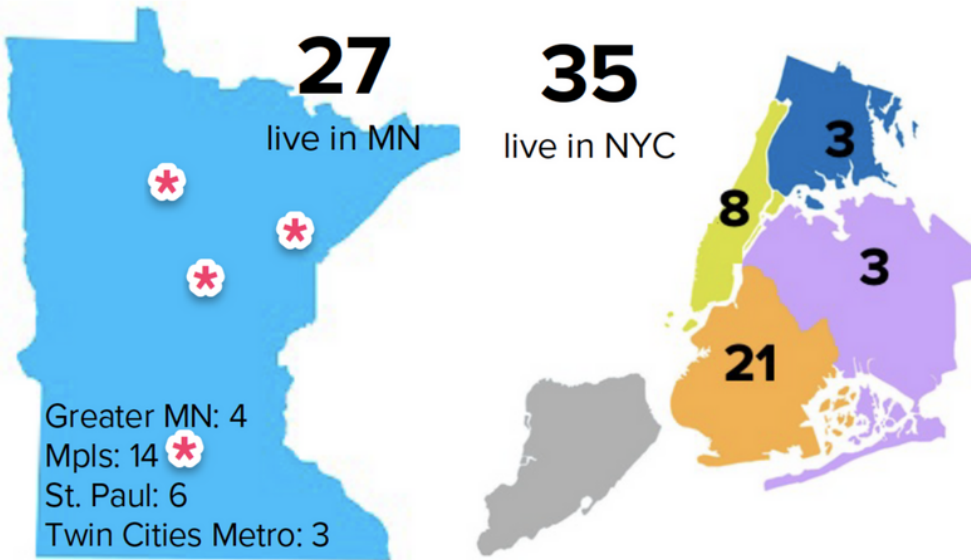 27
live in MN
*
*
*
Greater MN: 4
Mpls: 14 *
St. Paul: 6
Twin Cities Metro: 3
35
live in NYC
3
8
3
21